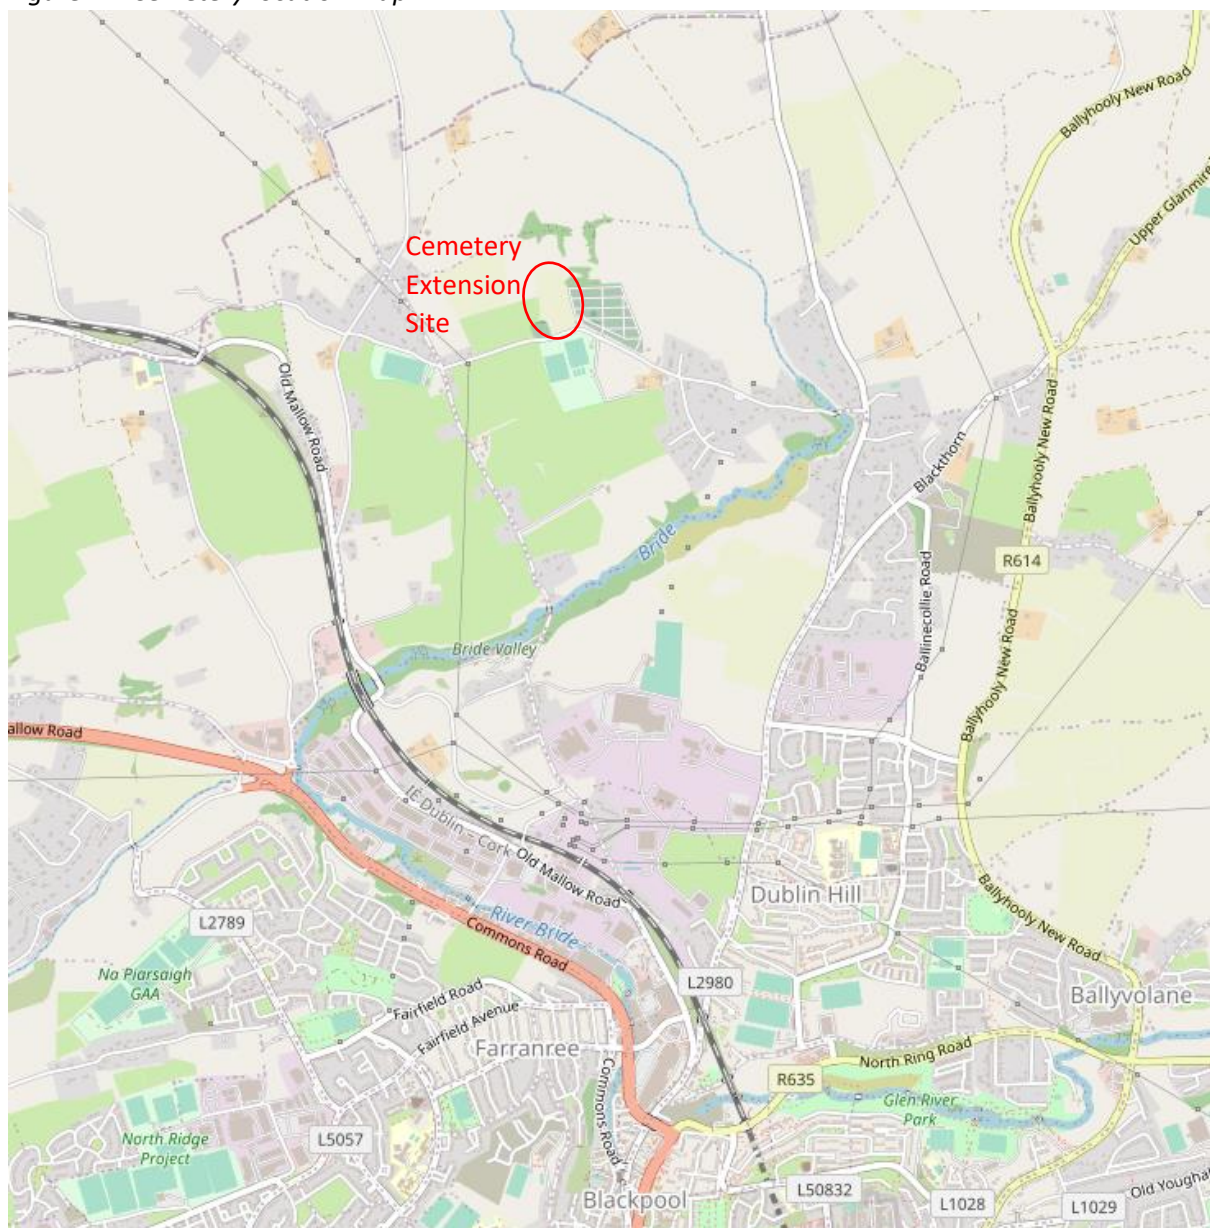 Ballyhooly New Road
Upper Glanmire
Cemetery
Extension
Site
Old Mallow Road
Blackthorn
Ballyhooly New Road
Bride
R614
Ballinecollie Road
Bride Valley
Ballyhooly New Road
allow Road
IÉ Dublin - Cork
Old Mallow Road
Dublin Hill
Ballyhooly New Road
L2789
River Bride
Commons Road
Na Piarsaigh
GAA
L2980
Ballyvolane
Fairfield Road
Fairfield Avenue
Farranree
North Ring Road
R635
Commons Road
Glen River
Park
L5057
North Ridge
Project
Blackpool
L50832
L1028
L1029
Old Youghal